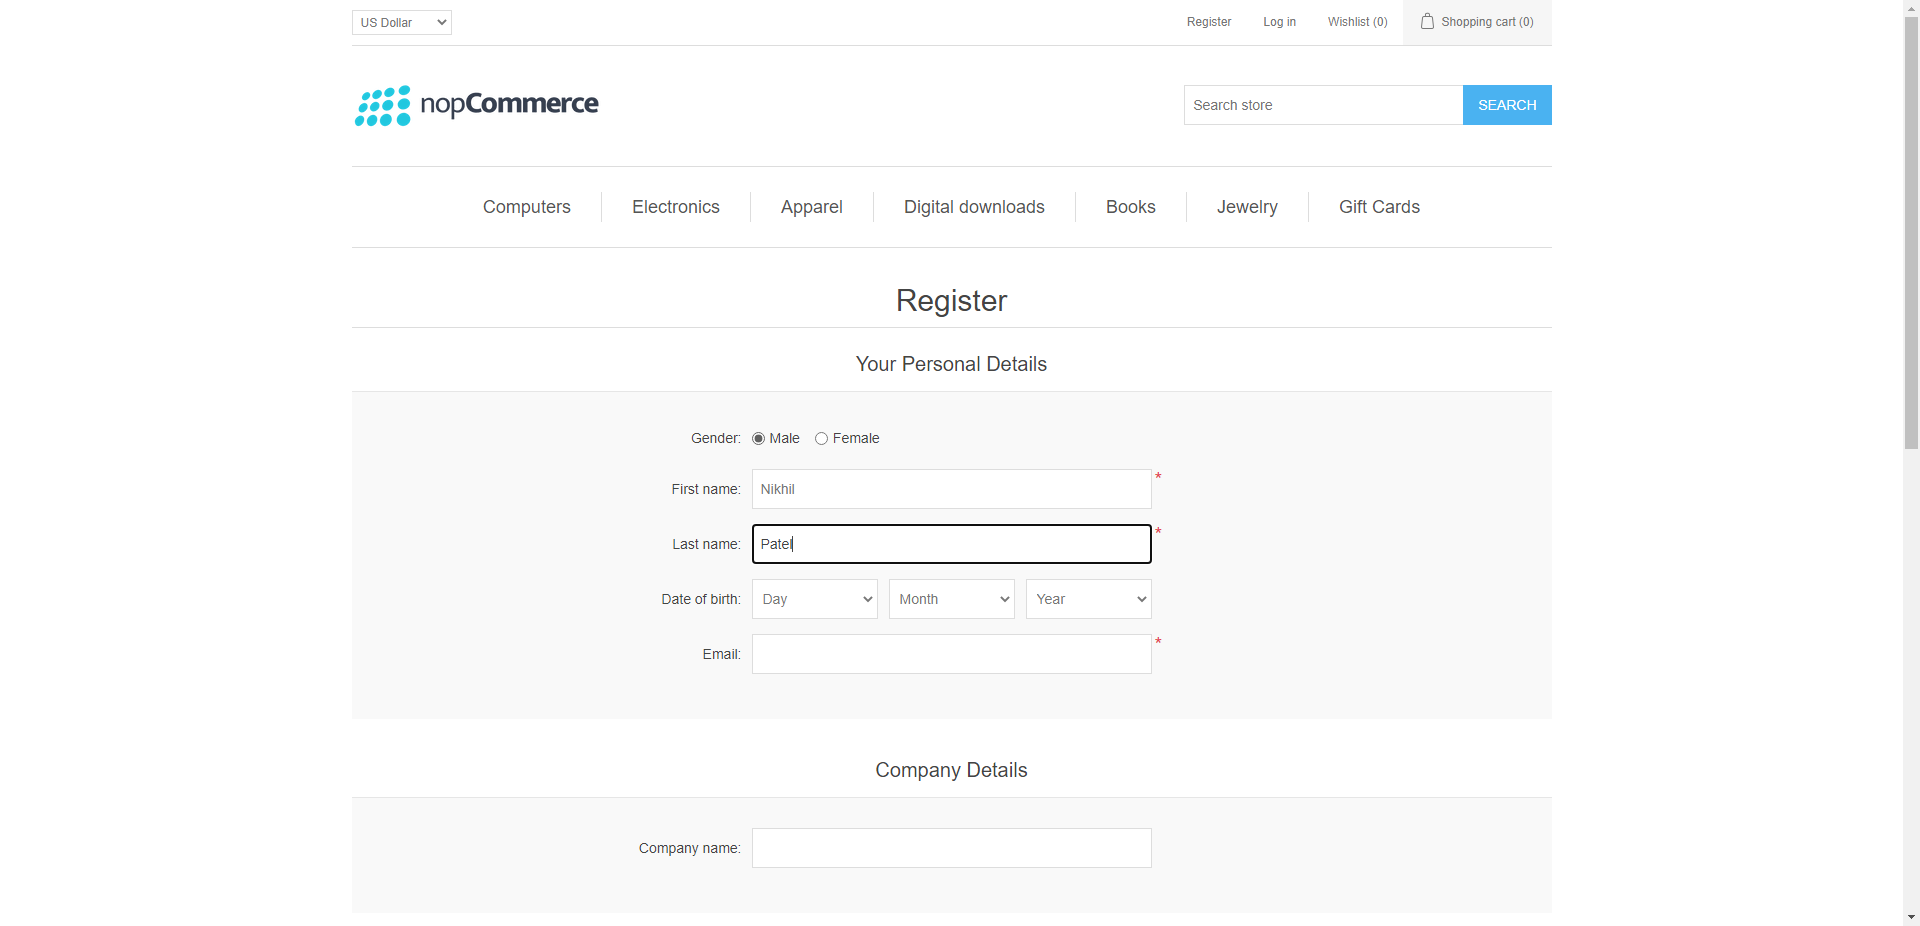 US Dollar Register Log in Wishlist (0) Shopping cart (0)
nopCommerce Search store SEARCH
Computers Electronics Apparel Digital downloads Books Jewelry Gift Cards
Register
Your Personal Details
Gender: Male Female
First name: Nikhil *
Last name: Patel *
Date of birth: Day Month Year
Email: *
Company Details
Company name: